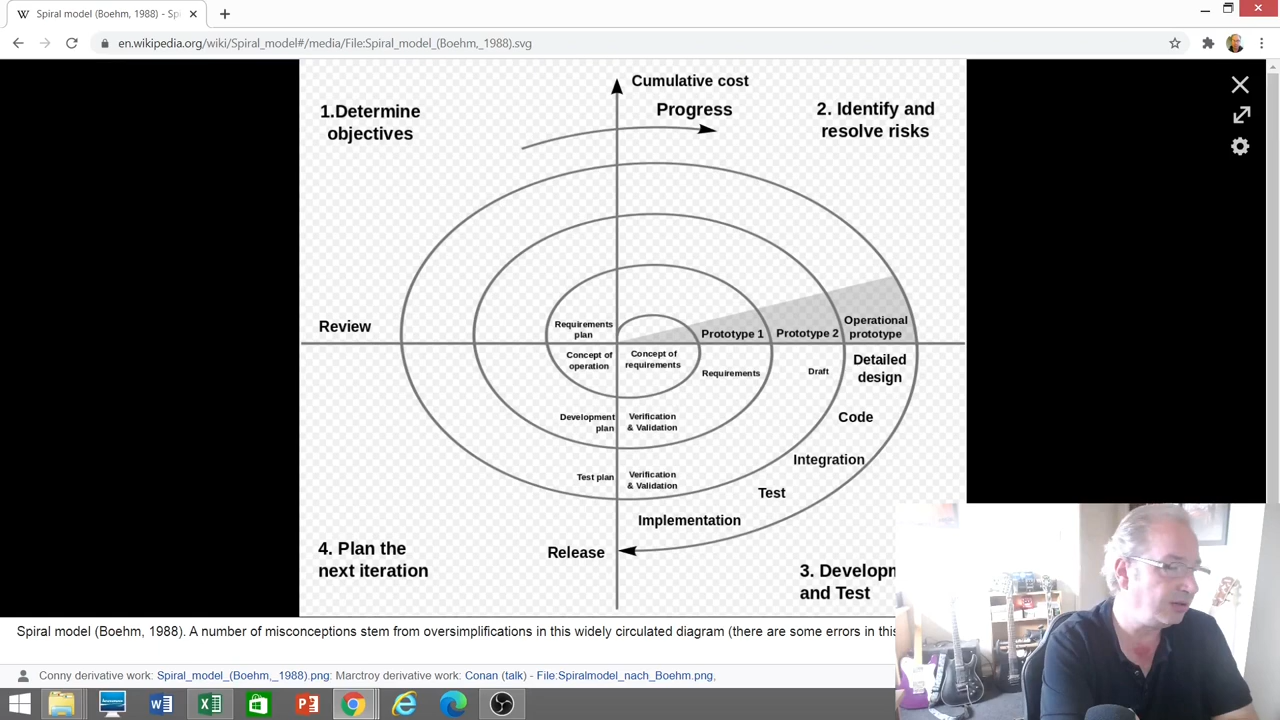 Spiral model (Boehm, 1988) - Sp
en.wikipedia.org/wiki/Spiral_model#/media/File:Spiral_model_(Boehm,_1988).svg
Cumulative cost
Progress
1.Determine
objectives
2. Identify and
resolve risks
Review
Requirements
plan
Prototype 1
Prototype 2
Operational
prototype
Concept of
operation
Concept of
requirements
Requirements
Draft
Detailed
design
Development
plan
Verification
& Validation
Code
Test plan
Verification
& Validation
Integration
Test
Implementation
Release
4. Plan the
next iteration
3. Developm
and Test
Spiral model (Boehm, 1988). A number of misconceptions stem from oversimplifications in this widely circulated diagram (there are some errors in this
Conny derivative work: Spiral_model_(Boehm,_1988).png: Marctroy derivative work: Conan (talk) - File:Spiralmodel_nach_Boehm.png,